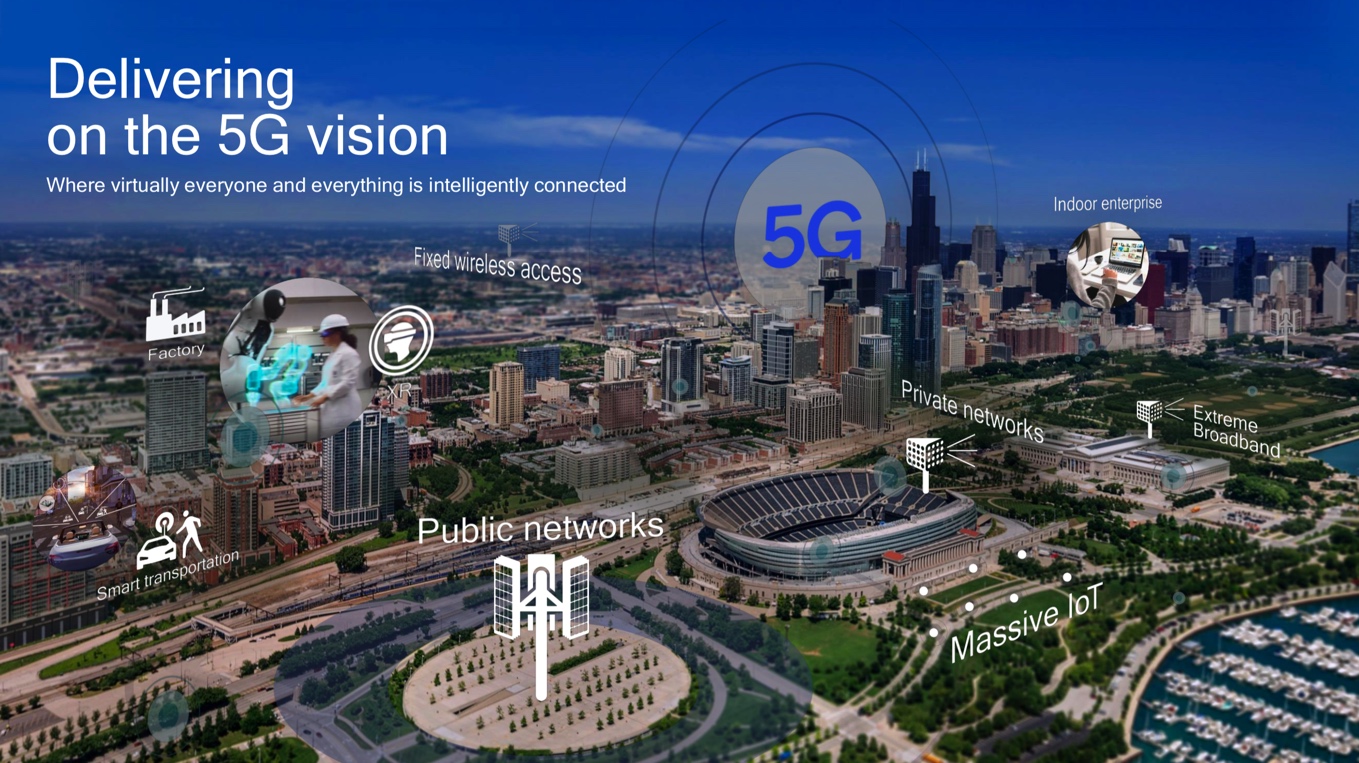 Delivering
on the 5G vision
Where virtually everyone and everything is intelligently connected
5G
Indoor enterprise
Fixed wireless access
Factory
XR
Private networks
Extreme
Broadband
Public networks
Smart transportation
Massive IoT